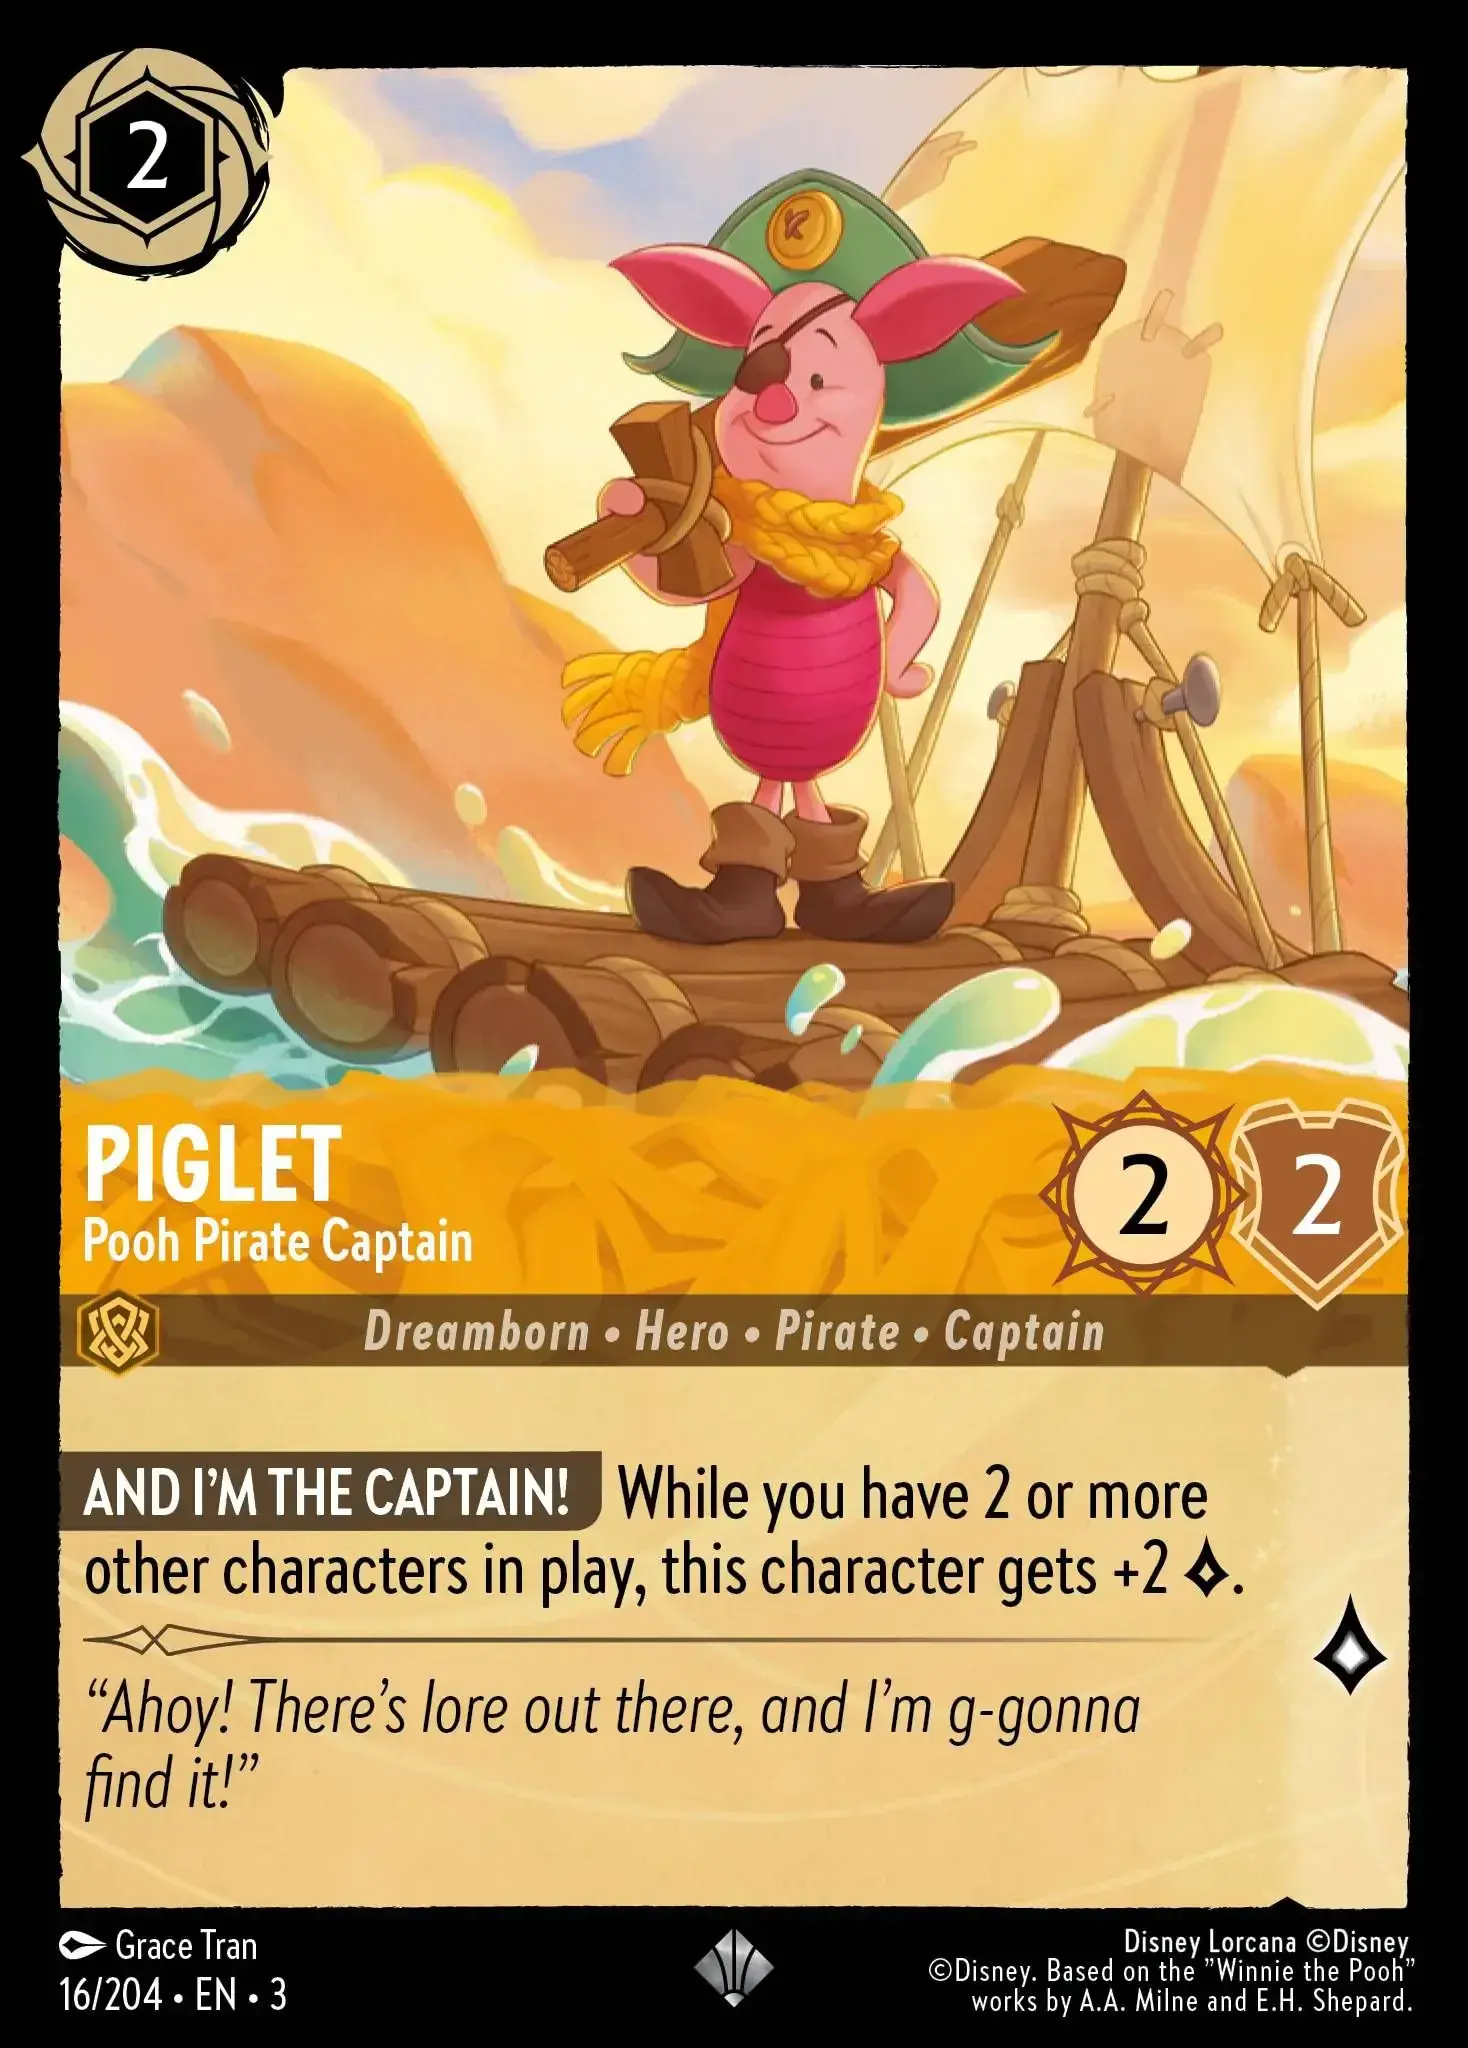 2
PIGLET
Pooh Pirate Captain
2
2
Dreamborn • Hero • Pirate • Captain
AND I'M THE CAPTAIN! While you have 2 or more
other characters in play, this character gets +2 .
“Ahoy! There’s lore out there, and I’m g-gonna
find it!”
Grace Tran
16/204 • EN • 3
Disney Lorcana ©Disney
©Disney. Based on the ”Winnie the Pooh”
works by A.A. Milne and E.H. Shepard.